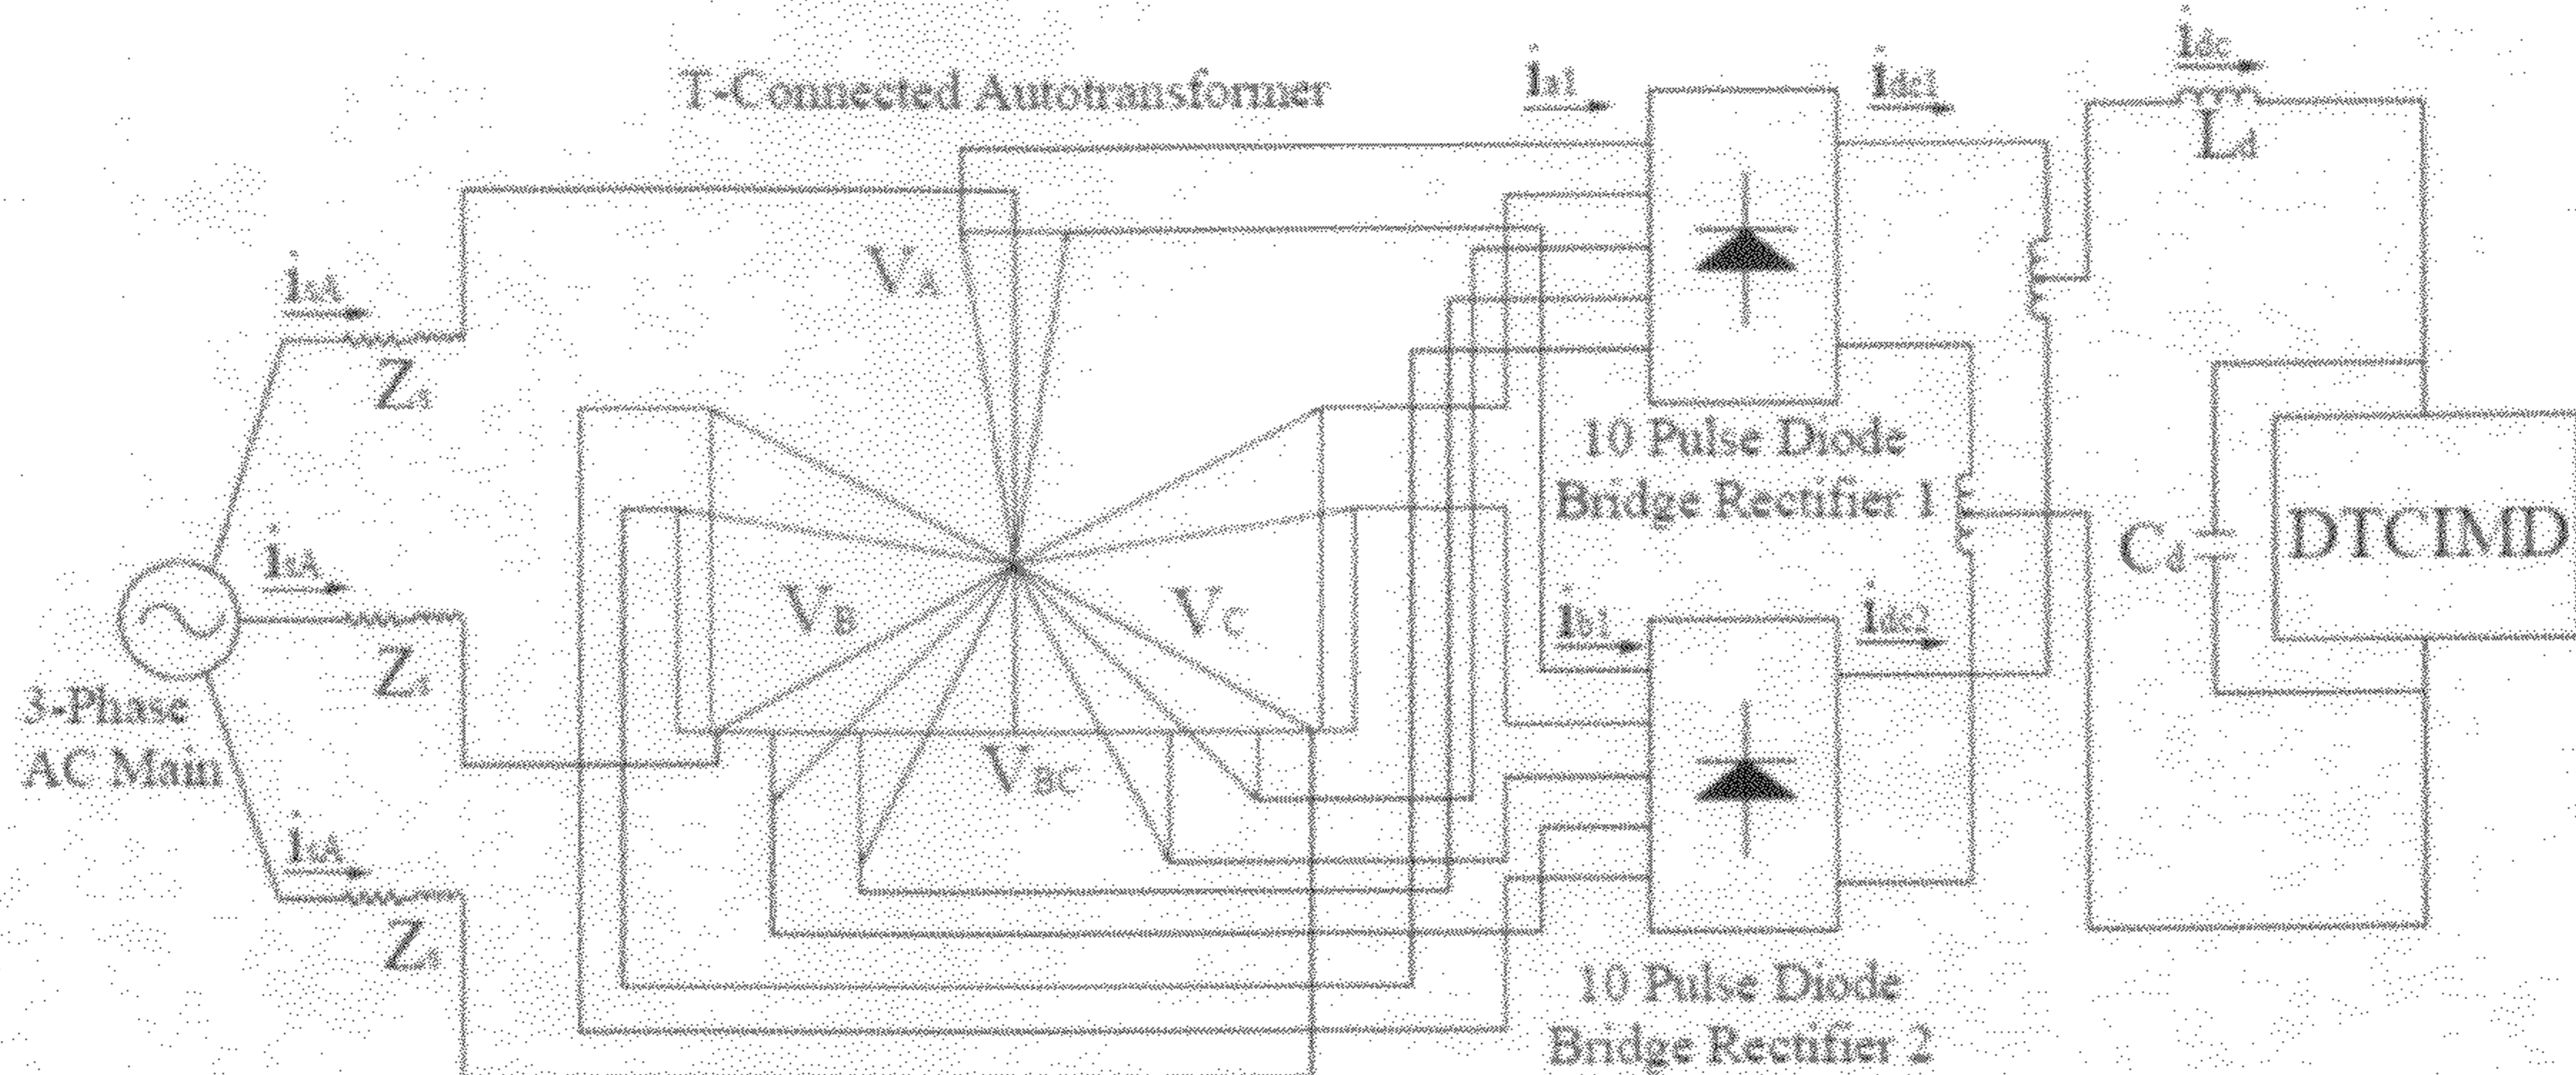 T-Connected Autotransformer
ia1
idc1
idc
Ld
VA
isA
Zs
10 Pulse Diode
Bridge Rectifier 1
isA
VB
VC
Cd
DTCIMD
ib1
idc2
Zs
3-Phase
AC Main
VBC
isA
Zs
10 Pulse Diode
Bridge Rectifier 2